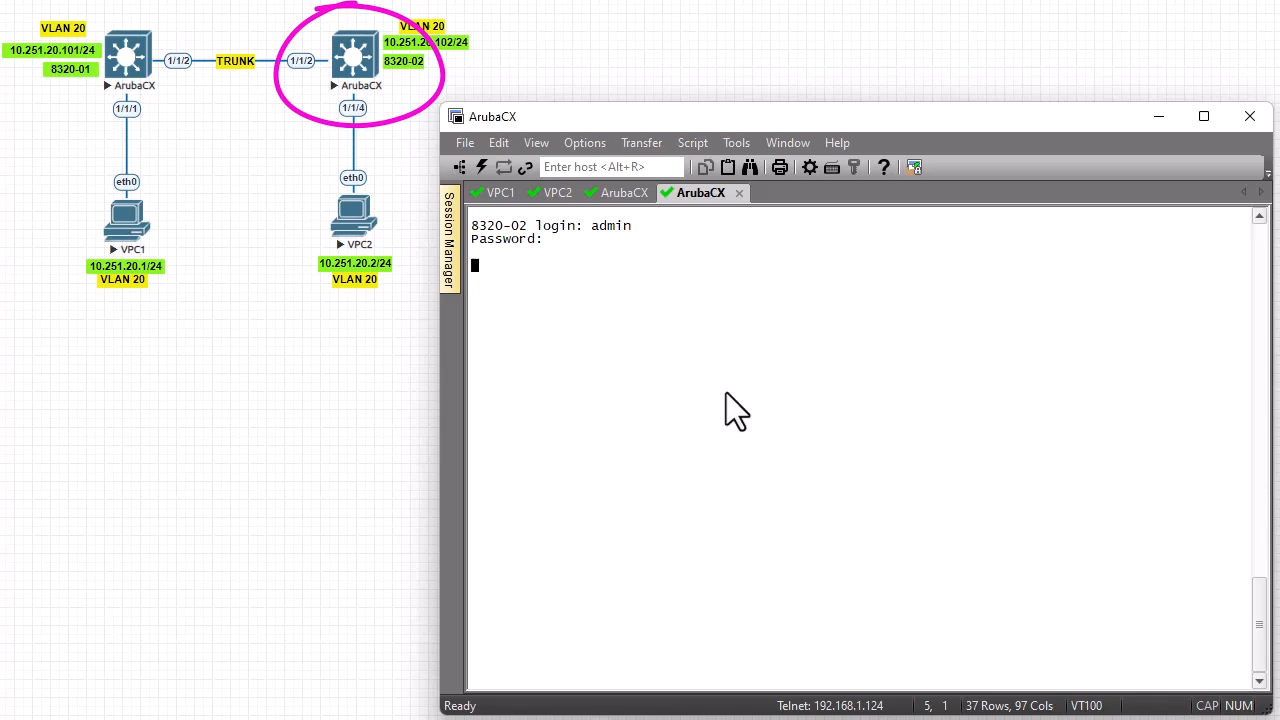 VLAN 20
10.251.20.101/24
8320-01
ArubaCX
1/1/2
TRUNK
1/1/2
VLAN 20
10.251.20.102/24
8320-02
ArubaCX
1/1/1
1/1/4
eth0
eth0
VPC1
VPC2
10.251.20.1/24
VLAN 20
10.251.20.2/24
VLAN 20
ArubaCX
File Edit View Options Transfer Script Tools Window Help
Enter host <Alt+R>
VPC1 VPC2 ArubaCX ArubaCX
Session Manager
8320-02 login: admin
Password:
Ready Telnet: 192.168.1.124 5, 1 37 Rows, 97 Cols VT100 CAP NUM